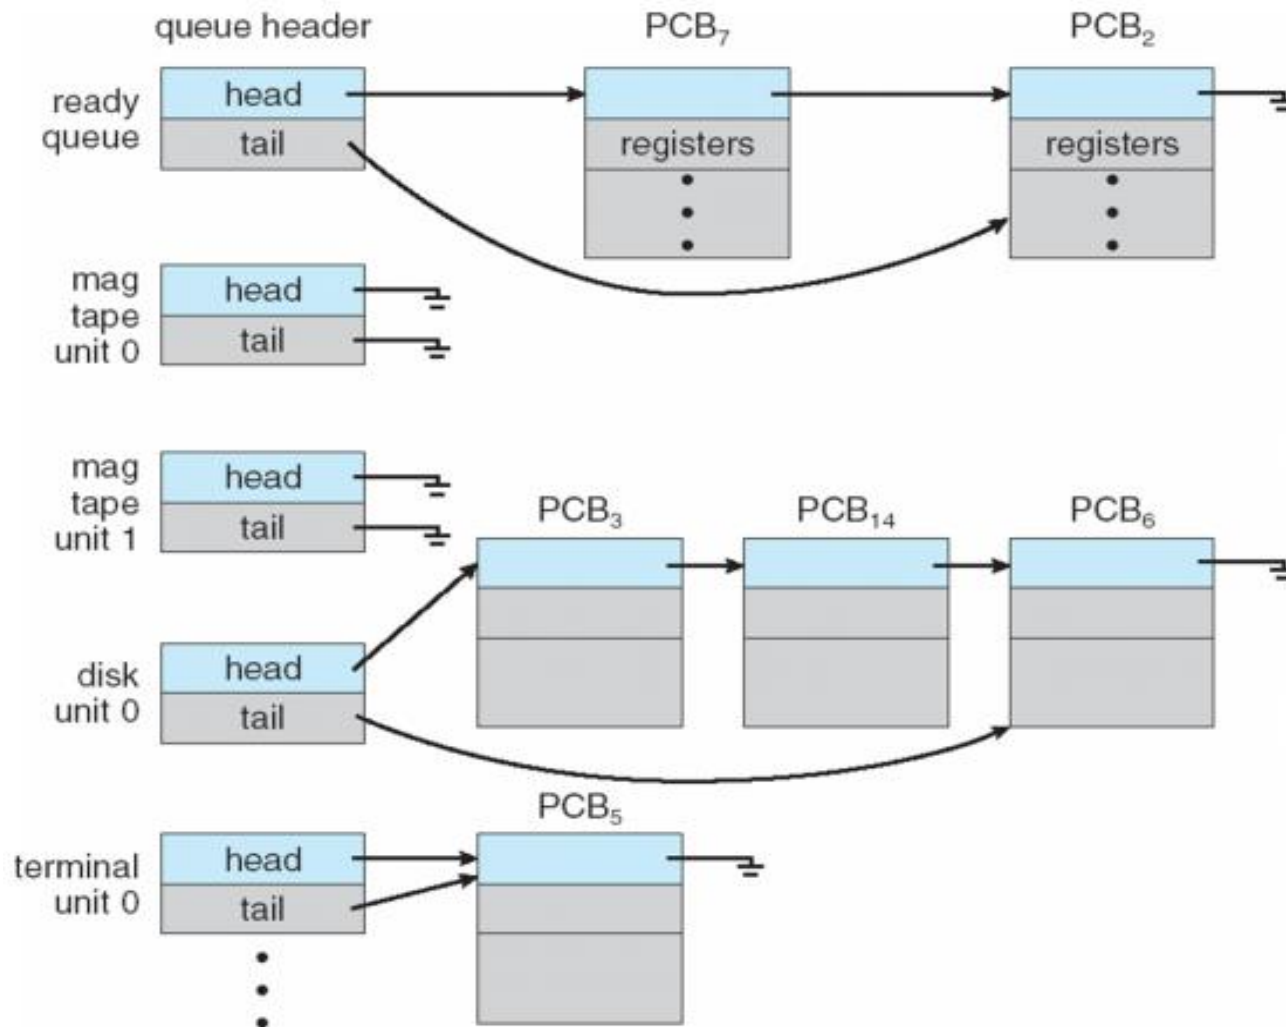 queue header PCB₇ PCB₂
ready
queue
head
tail
registers
registers
mag
tape
unit 0
head
tail
mag
tape
unit 1
head
tail
PCB₃ PCB₁₄ PCB₆
disk
unit 0
head
tail
PCB₅
terminal
unit 0
head
tail